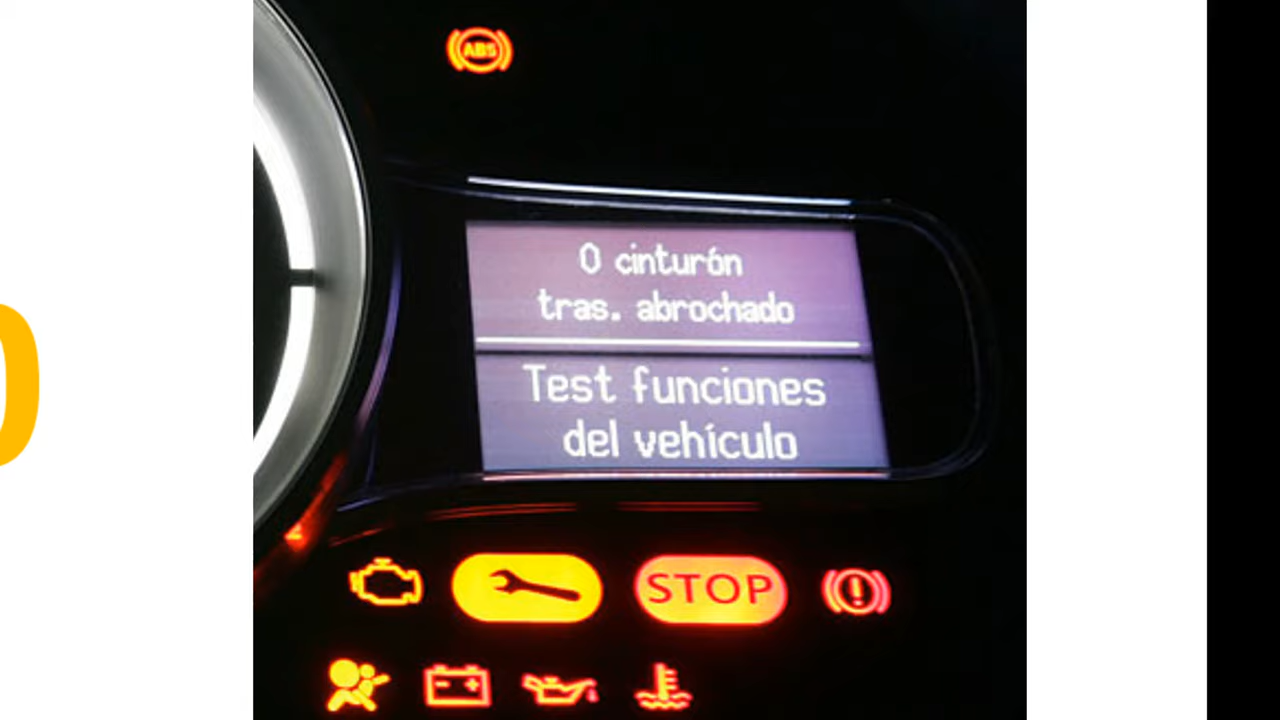 ABS
0 cinturón
tras. abrochado
Test funciones
del vehículo
STOP